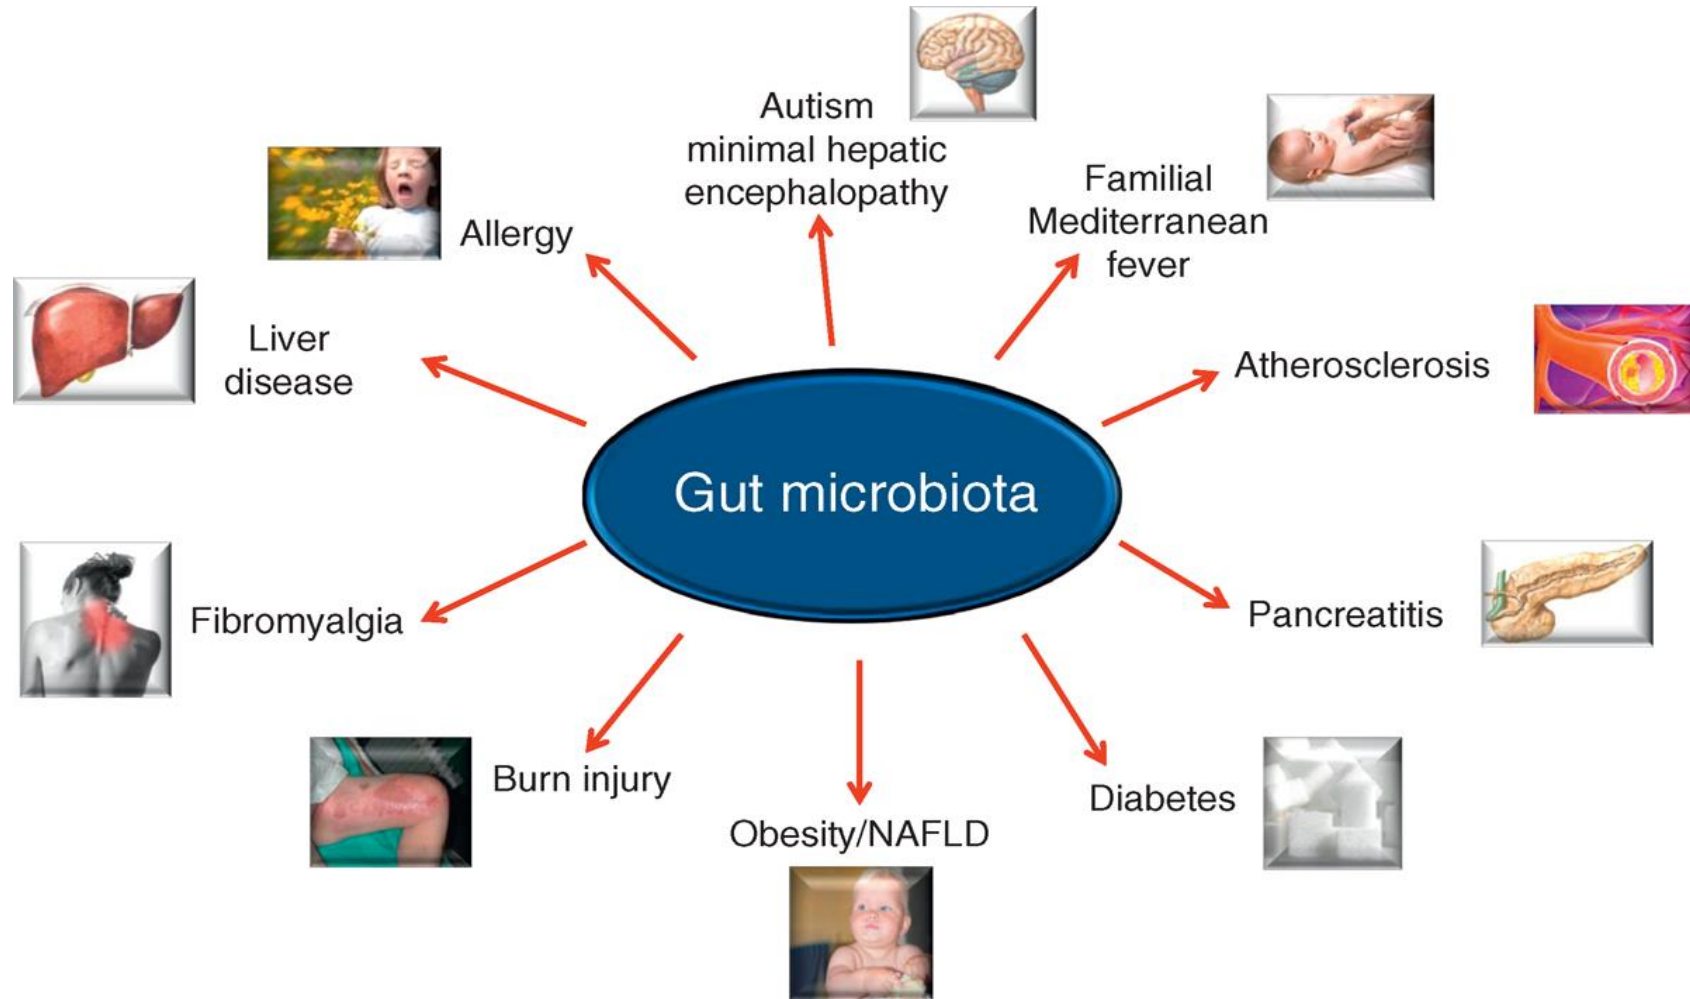 Autism
minimal hepatic
encephalopathy
Familial
Mediterranean
fever
Allergy
Liver
disease
Atherosclerosis
Gut microbiota
Fibromyalgia
Pancreatitis
Burn injury
Diabetes
Obesity/NAFLD